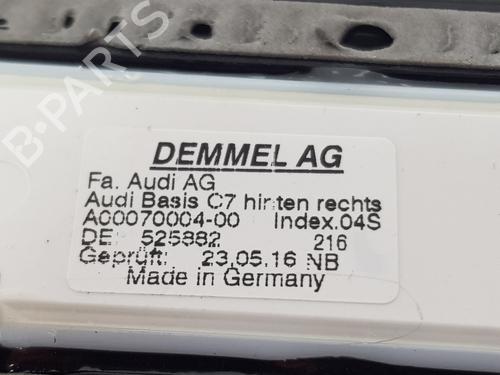 B-PARTS
DEMMEL AG
Fa. Audi AG
Audi Basis C7 hinten rechts
AC0070004-00 Index.04S
DE 525882 216
Geprüft: 23.05.16 NB
Made in Germany